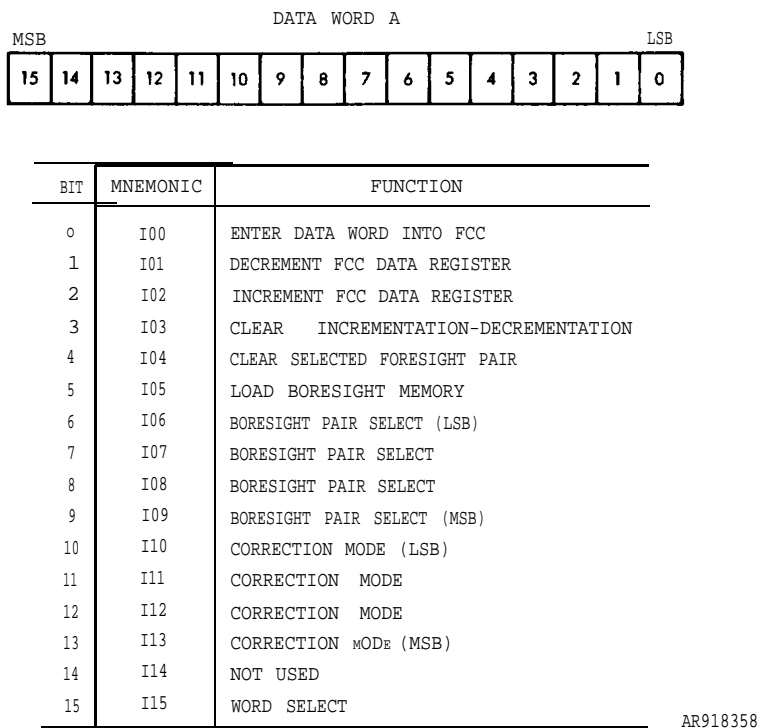 DATA WORD A
MSB LSB
15 14 13 12 11 10 9 8 7 6 5 4 3 2 1 0
BIT MNEMONIC FUNCTION
o I00 ENTER DATA WORD INTO FCC
1 I01 DECREMENT FCC DATA REGISTER
2 I02 INCREMENT FCC DATA REGISTER
3 I03 CLEAR INCREMENTATION-DECREMENTATION
4 I04 CLEAR SELECTED FORESIGHT PAIR
5 I05 LOAD BORESIGHT MEMORY
6 I06 BORESIGHT PAIR SELECT (LSB)
7 I07 BORESIGHT PAIR SELECT
8 I08 BORESIGHT PAIR SELECT
9 I09 BORESIGHT PAIR SELECT (MSB)
10 I10 CORRECTION MODE (LSB)
11 I11 CORRECTION MODE
12 I12 CORRECTION MODE
13 I13 CORRECTION MODE (MSB)
14 I14 NOT USED
15 I15 WORD SELECT
AR918358